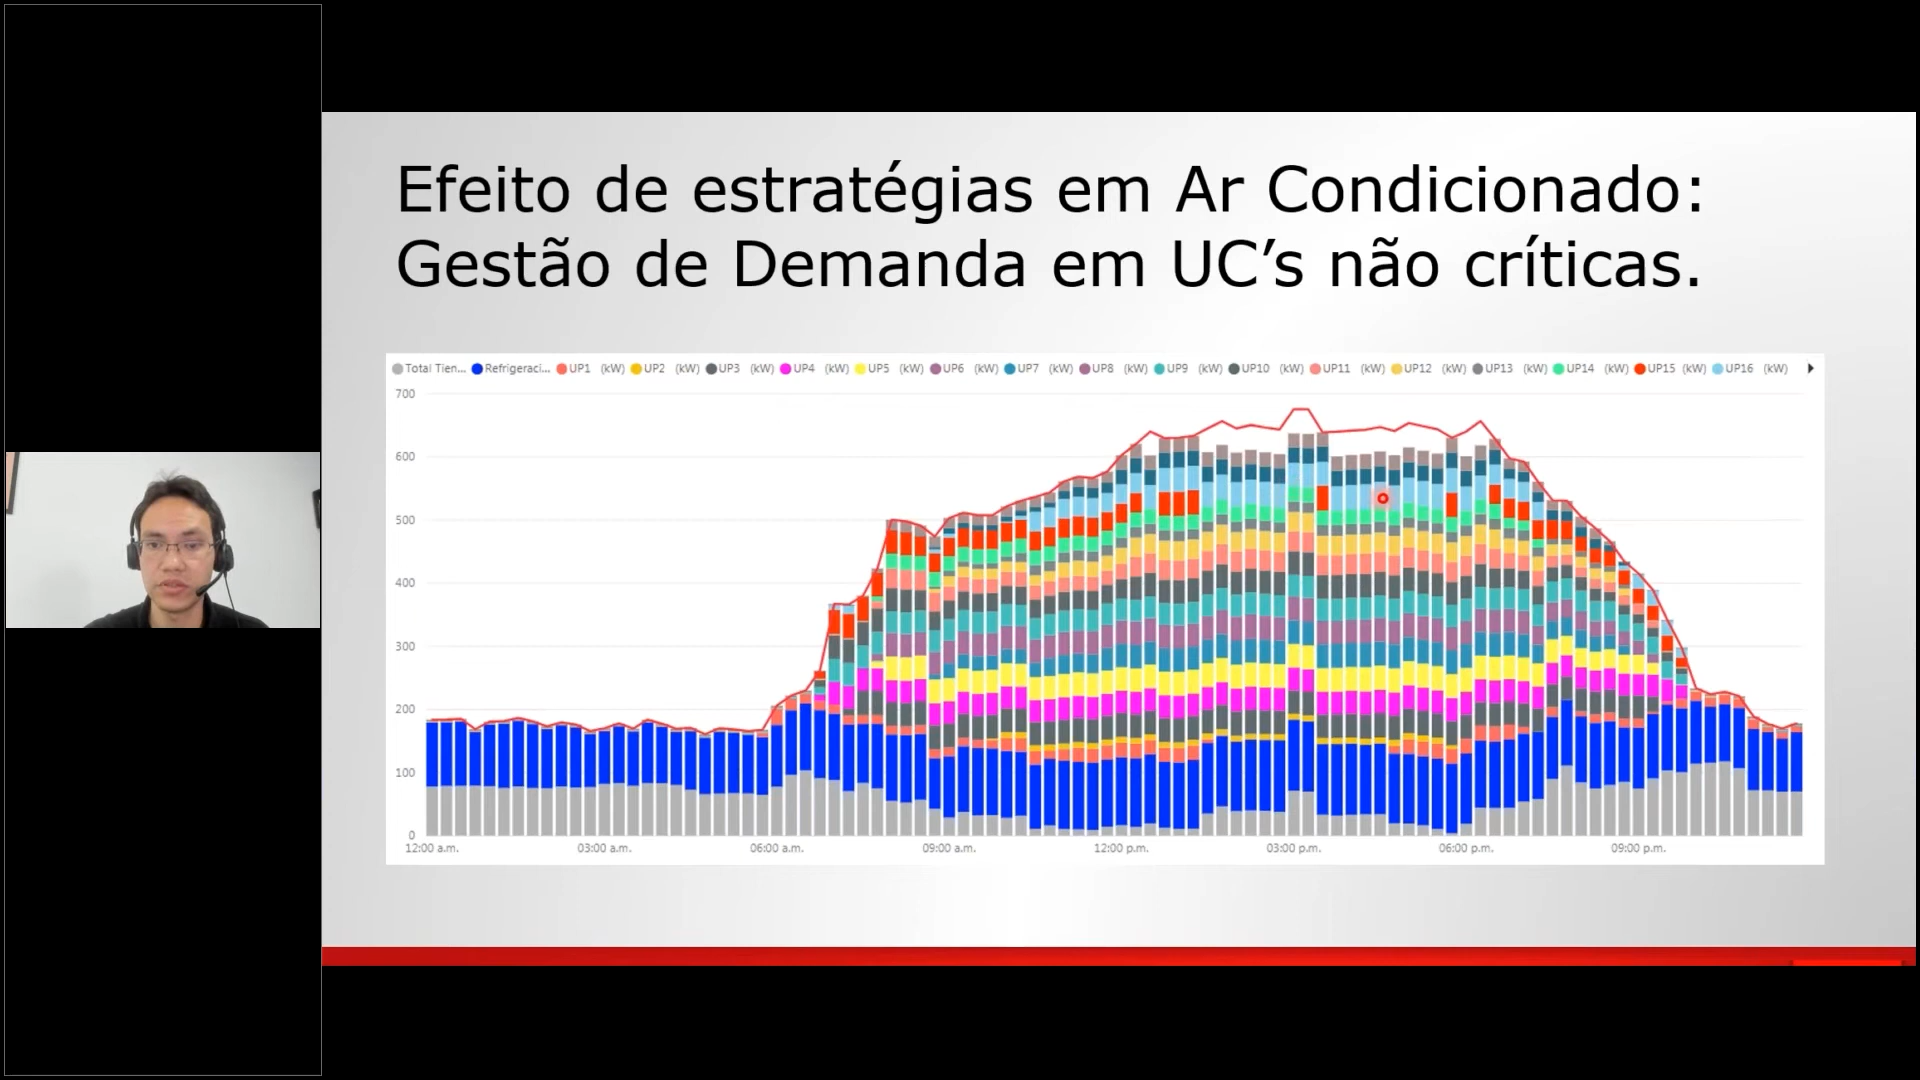 Efeito de estratégias em Ar Condicionado:
Gestão de Demanda em UC’s não críticas.
Total Tien... Refrigeraci... UP1 (kW) UP2 (kW) UP3 (kW) UP4 (kW) UP5 (kW) UP6 (kW) UP7 (kW) UP8 (kW) UP9 (kW) UP10 (kW) UP11 (kW) UP12 (kW) UP13 (kW) UP14 (kW) UP15 (kW) UP16 (kW)
700
600
500
400
300
200
100
0
12:00 a.m. 03:00 a.m. 06:00 a.m. 09:00 a.m. 12:00 p.m. 03:00 p.m. 06:00 p.m. 09:00 p.m.